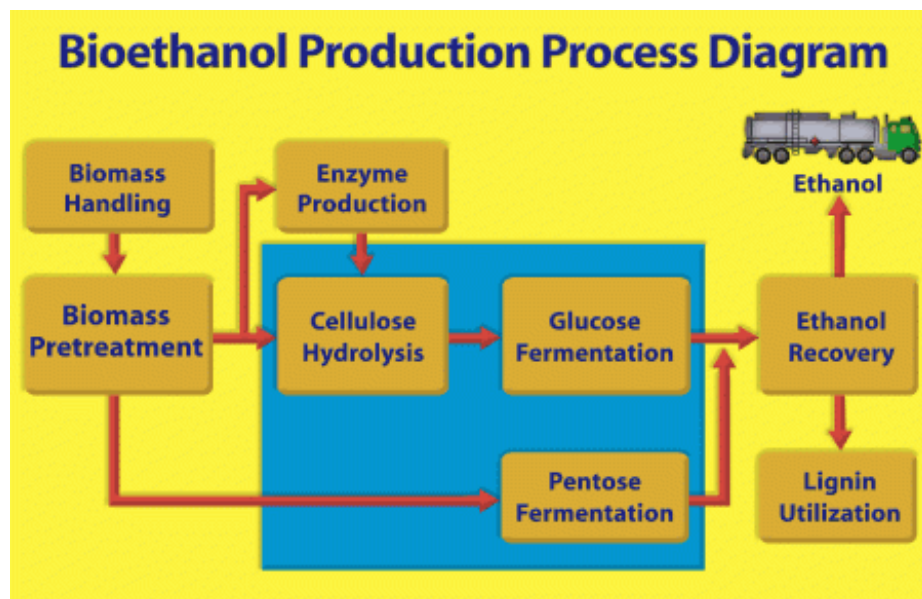 Bioethanol Production Process Diagram
Biomass
Handling
Enzyme
Production
Ethanol
Biomass
Pretreatment
Cellulose
Hydrolysis
Glucose
Fermentation
Ethanol
Recovery
Pentose
Fermentation
Lignin
Utilization